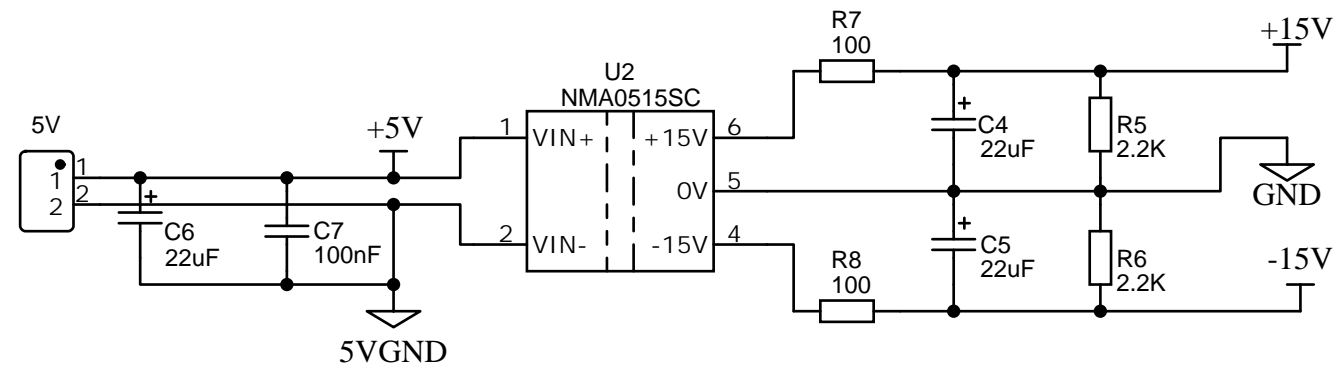 5V
1
2
1
2
+
C6
22uF
C7
100nF
+5V
5VGND
U2
NMA0515SC
1
VIN+
2
VIN-
+15V
6
0V
5
-15V
4
R7
100
R8
100
+
C4
22uF
+
C5
22uF
R5
2.2K
R6
2.2K
+15V
GND
-15V